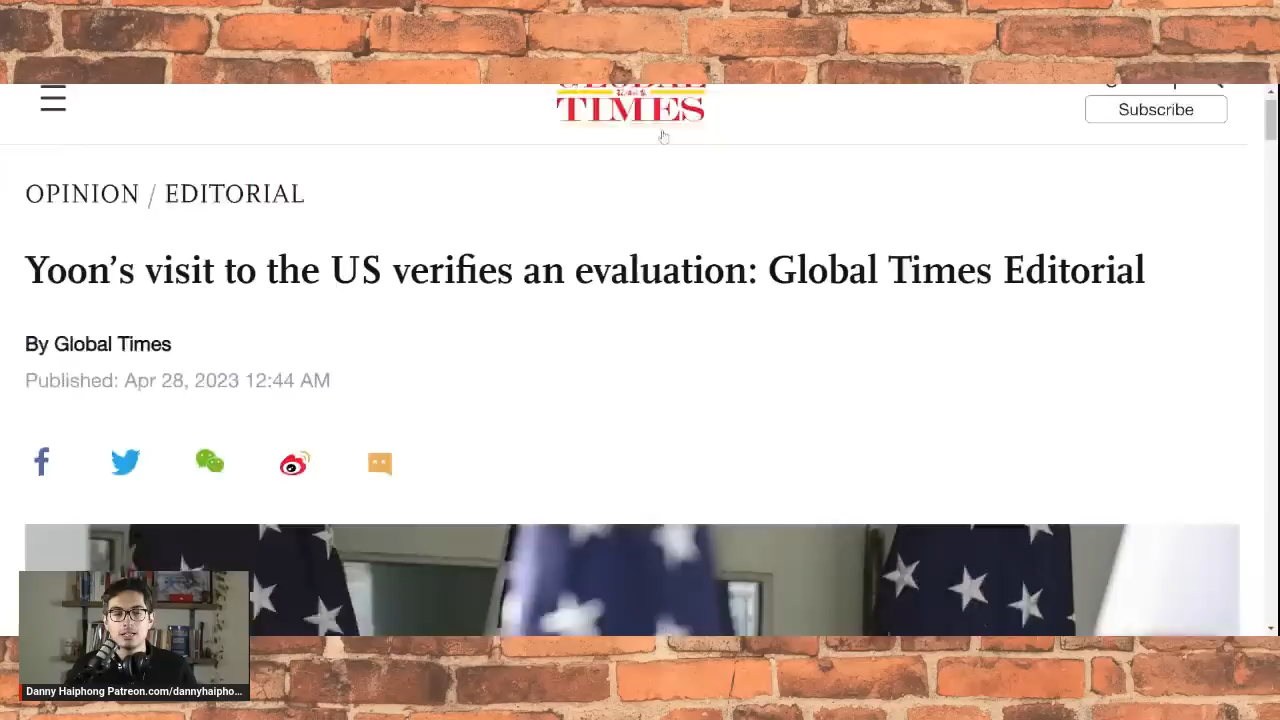 TIMES
Subscribe
OPINION / EDITORIAL
Yoon's visit to the US verifies an evaluation: Global Times Editorial
By Global Times
Published: Apr 28, 2023 12:44 AM
Danny Haiphong Patreon.com/dannyhaipho...